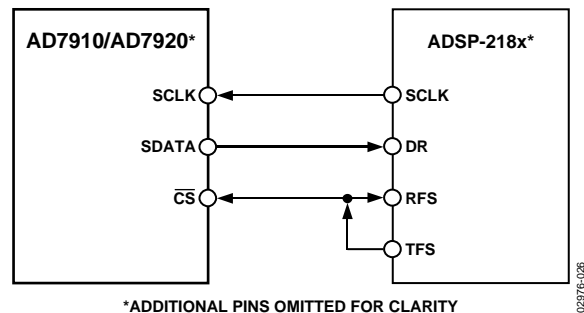 AD7910/AD7920*
ADSP-218x*
SCLK
SCLK
SDATA
DR
CS
RFS
TFS
*ADDITIONAL PINS OMITTED FOR CLARITY
02976-026